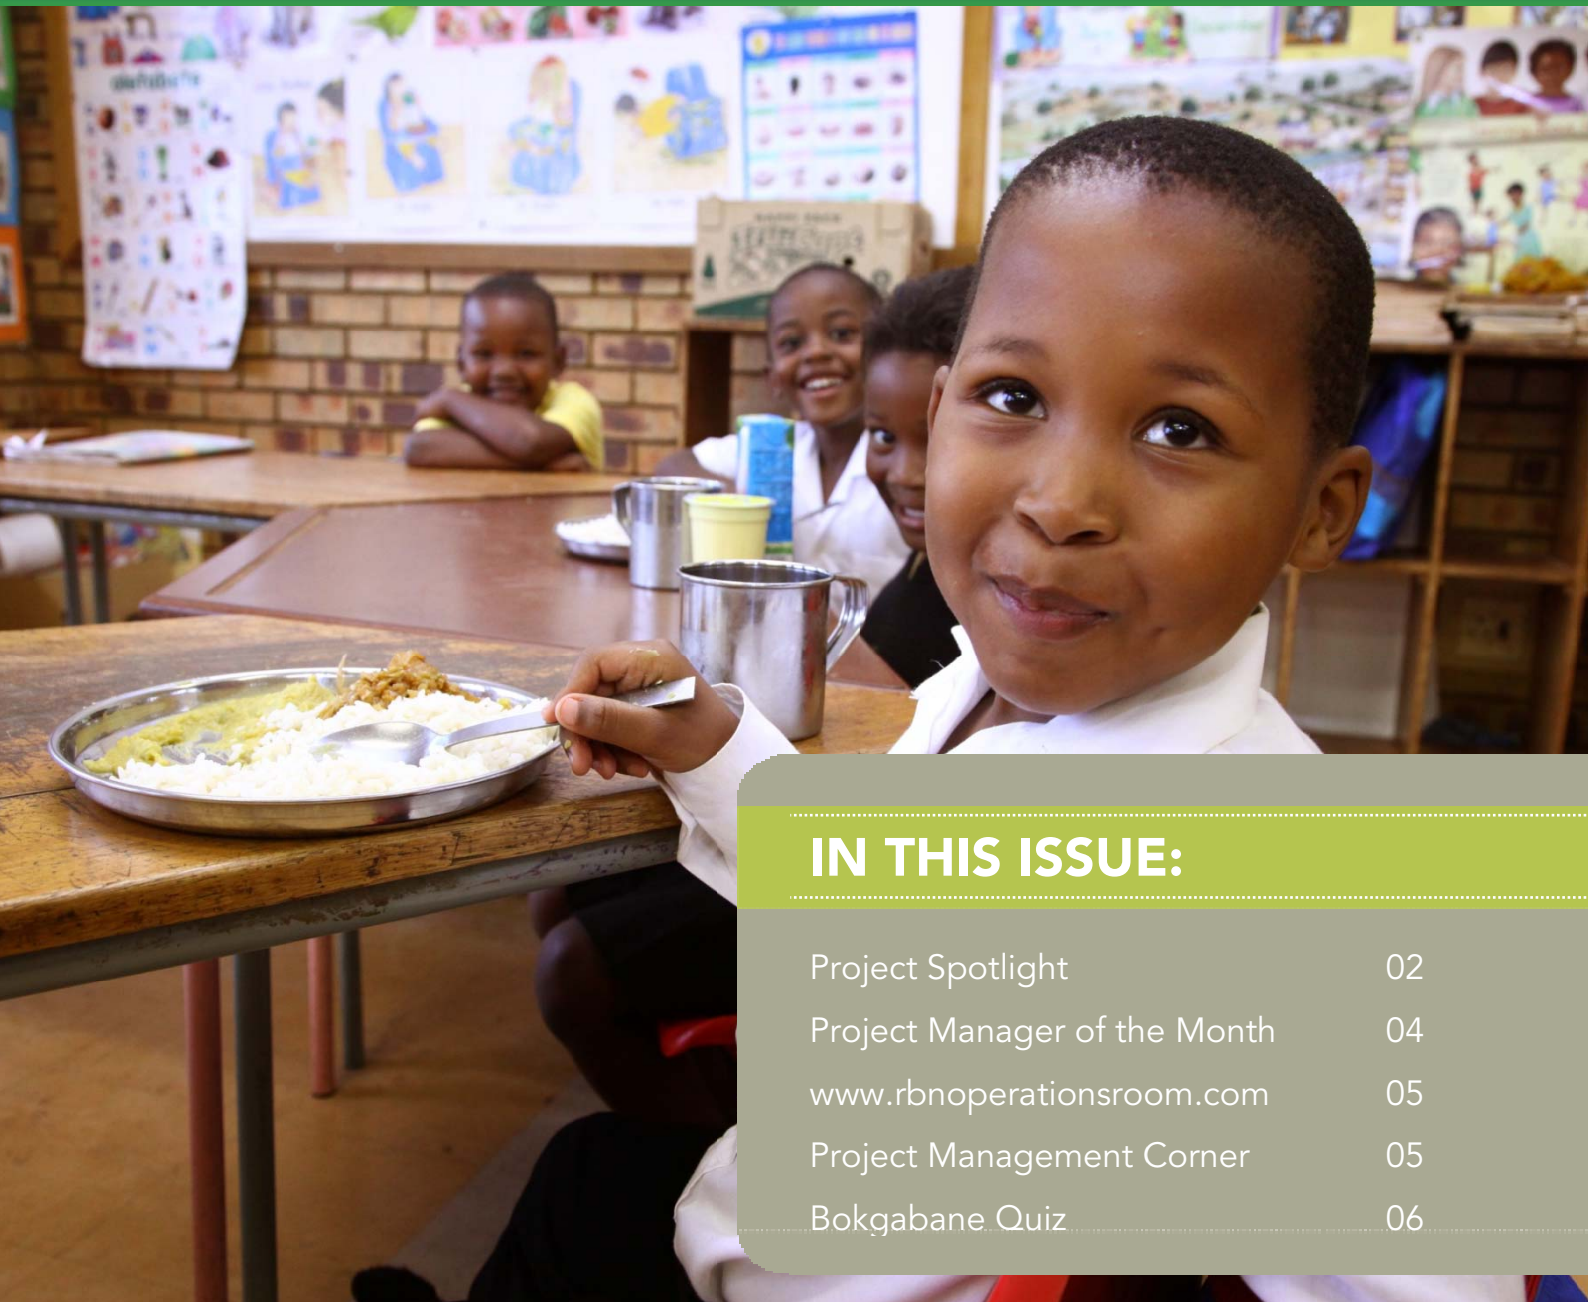 alphabets
IN THIS ISSUE:
Project Spotlight 02
Project Manager of the Month 04
www.rbnoperationsroom.com 05
Project Management Corner 05
Bokgabane Quiz 06